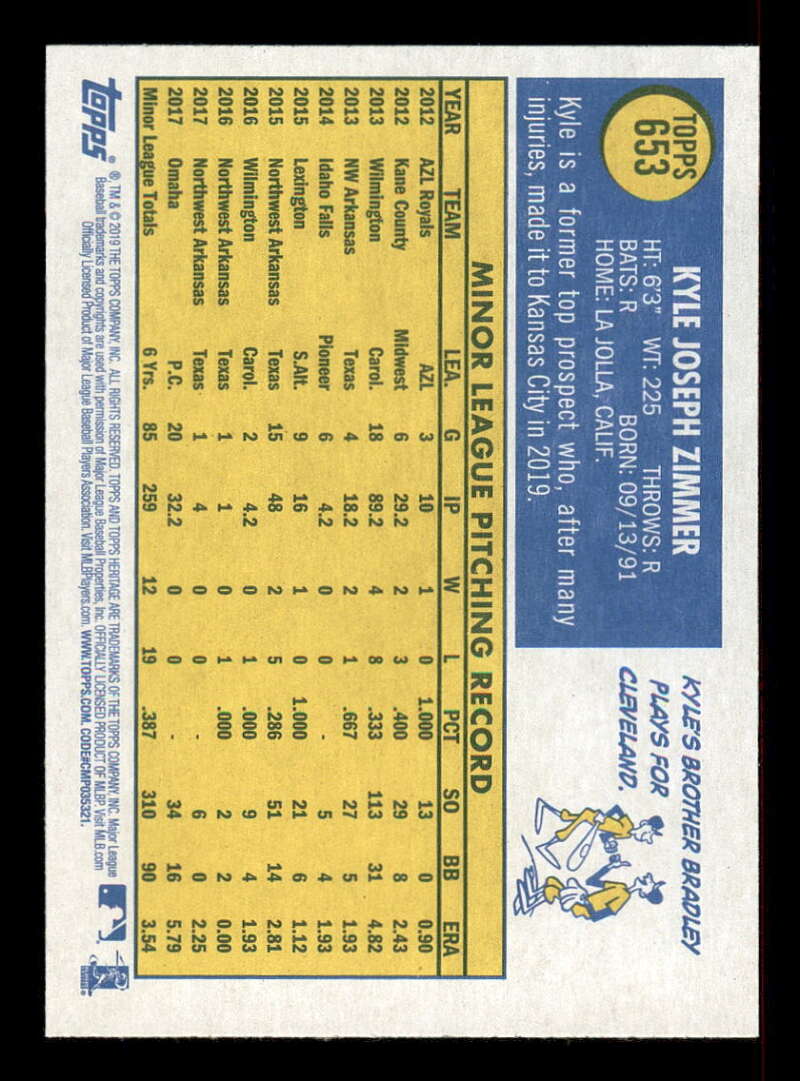 TOPPS
653
KYLE JOSEPH ZIMMER
HT: 6'3" WT: 225 THROWS: R
BATS: R BORN: 09/13/91
HOME: LA JOLLA, CALIF.
Kyle is a former top prospect who, after many
injuries, made it to Kansas City in 2019.
KYLE'S BROTHER BRADLEY
PLAYS FOR
CLEVELAND.
MINOR LEAGUE PITCHING RECORD
YEAR TEAM LEA. G IP W L PCT SO BB ERA
2012 AZL Royals AZL 3 10 1 0 1.000 13 0 0.90
2012 Kane County Midwest 6 29.2 2 3 .400 29 8 2.43
2013 Wilmington Carol. 18 89.2 4 8 .333 113 31 4.82
2013 NW Arkansas Texas 4 18.2 2 1 .667 27 5 1.93
2014 Idaho Falls Pioneer 6 4.2 0 0 - 5 4 1.93
2015 Lexington S.Atl. 9 16 1 0 1.000 21 6 1.12
2015 Northwest Arkansas Texas 15 48 2 5 .286 51 14 2.81
2016 Wilmington Carol. 2 4.2 0 1 .000 9 4 1.93
2016 Northwest Arkansas Texas 1 1 0 1 .000 2 2 0.00
2017 Northwest Arkansas Texas 1 4 0 0 - 6 0 2.25
2017 Omaha P.C. 20 32.2 0 0 - 34 16 5.79
Minor League Totals 6 Yrs. 85 259 12 19 .387 310 90 3.54
topps ®, TM & © 2019 THE TOPPS COMPANY, INC. ALL RIGHTS RESERVED. TOPPS AND TOPPS HERITAGE ARE TRADEMARKS OF THE TOPPS COMPANY, INC. Major League
Baseball trademarks and copyrights are used with permission of Major League Baseball Properties, Inc. OFFICIALLY LICENSED PRODUCT OF MLBP. Visit MLB.com
Officially Licensed Product of Major League Baseball Players Association. Visit MLBPlayers.com. WWW.TOPPS.COM. CODE#CMP035321.